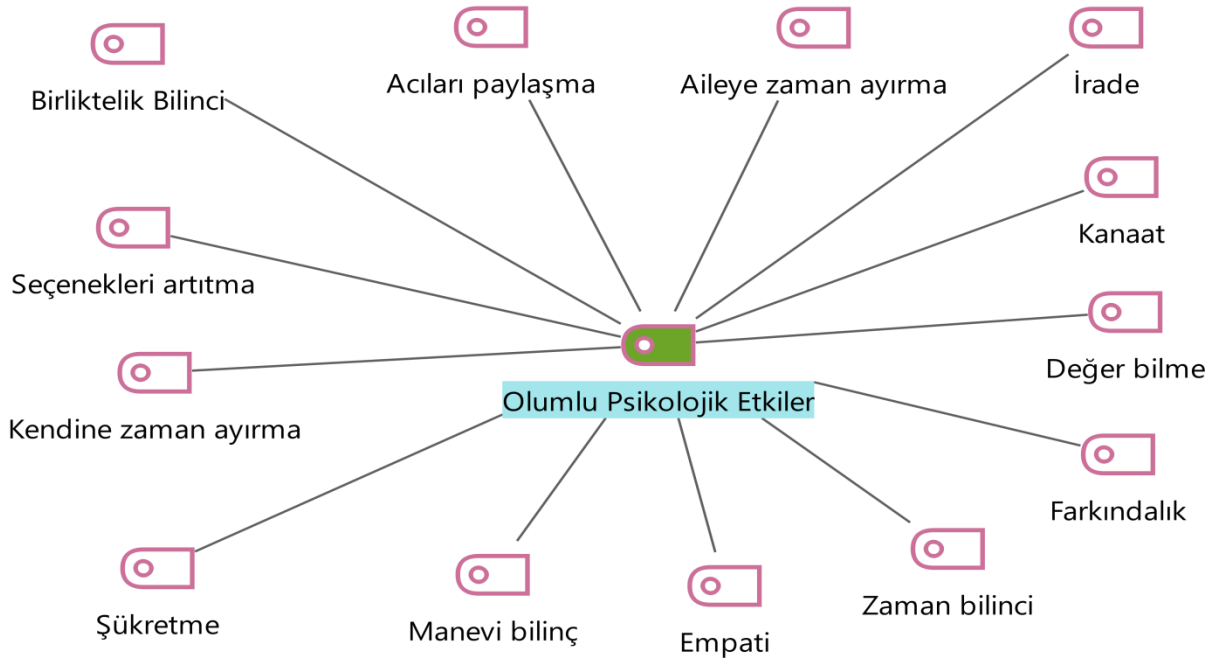 Birliktelik Bilinci
Acıları paylaşma
Aileye zaman ayırma
İrade
Kanaat
Seçenekleri artıtma
Değer bilme
Olumlu Psikolojik Etkiler
Kendine zaman ayırma
Farkındalık
Şükretme
Manevi bilinç
Empati
Zaman bilinci